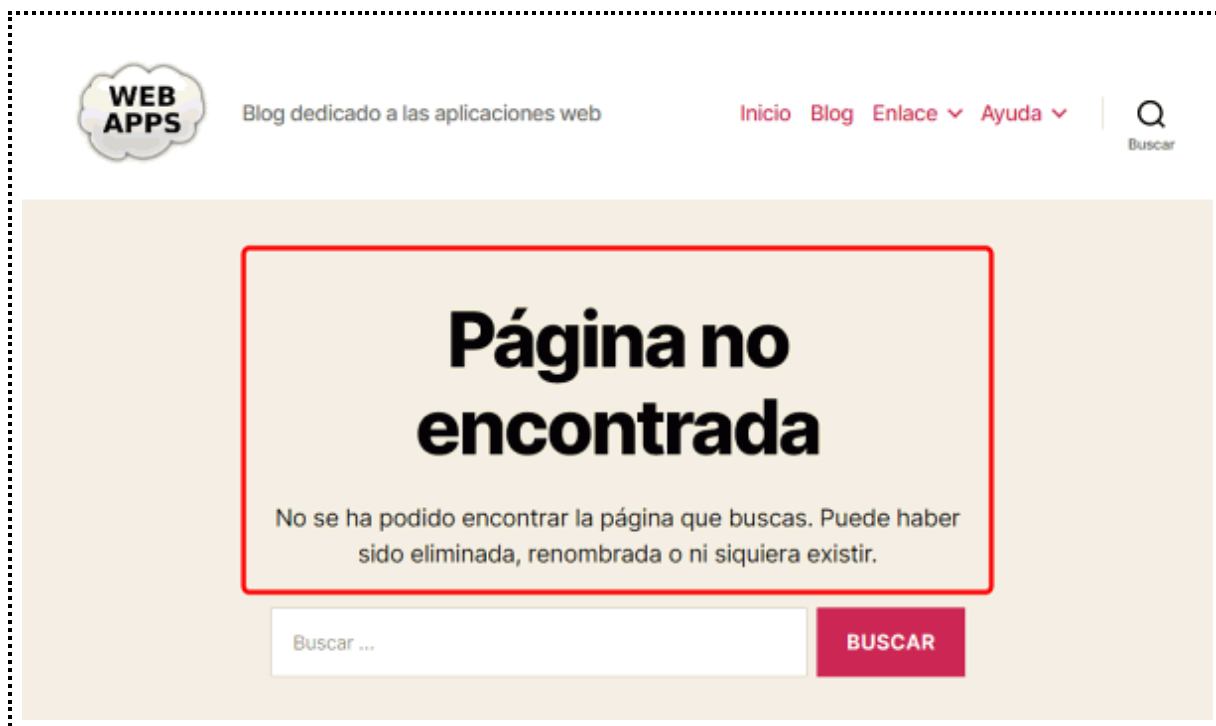 WEB
APPS
Blog dedicado a las aplicaciones web
Inicio Blog Enlace Ayuda
Buscar
Página no
encontrada
No se ha podido encontrar la página que buscas. Puede haber
sido eliminada, renombrada o ni siquiera existir.
Buscar ...
BUSCAR